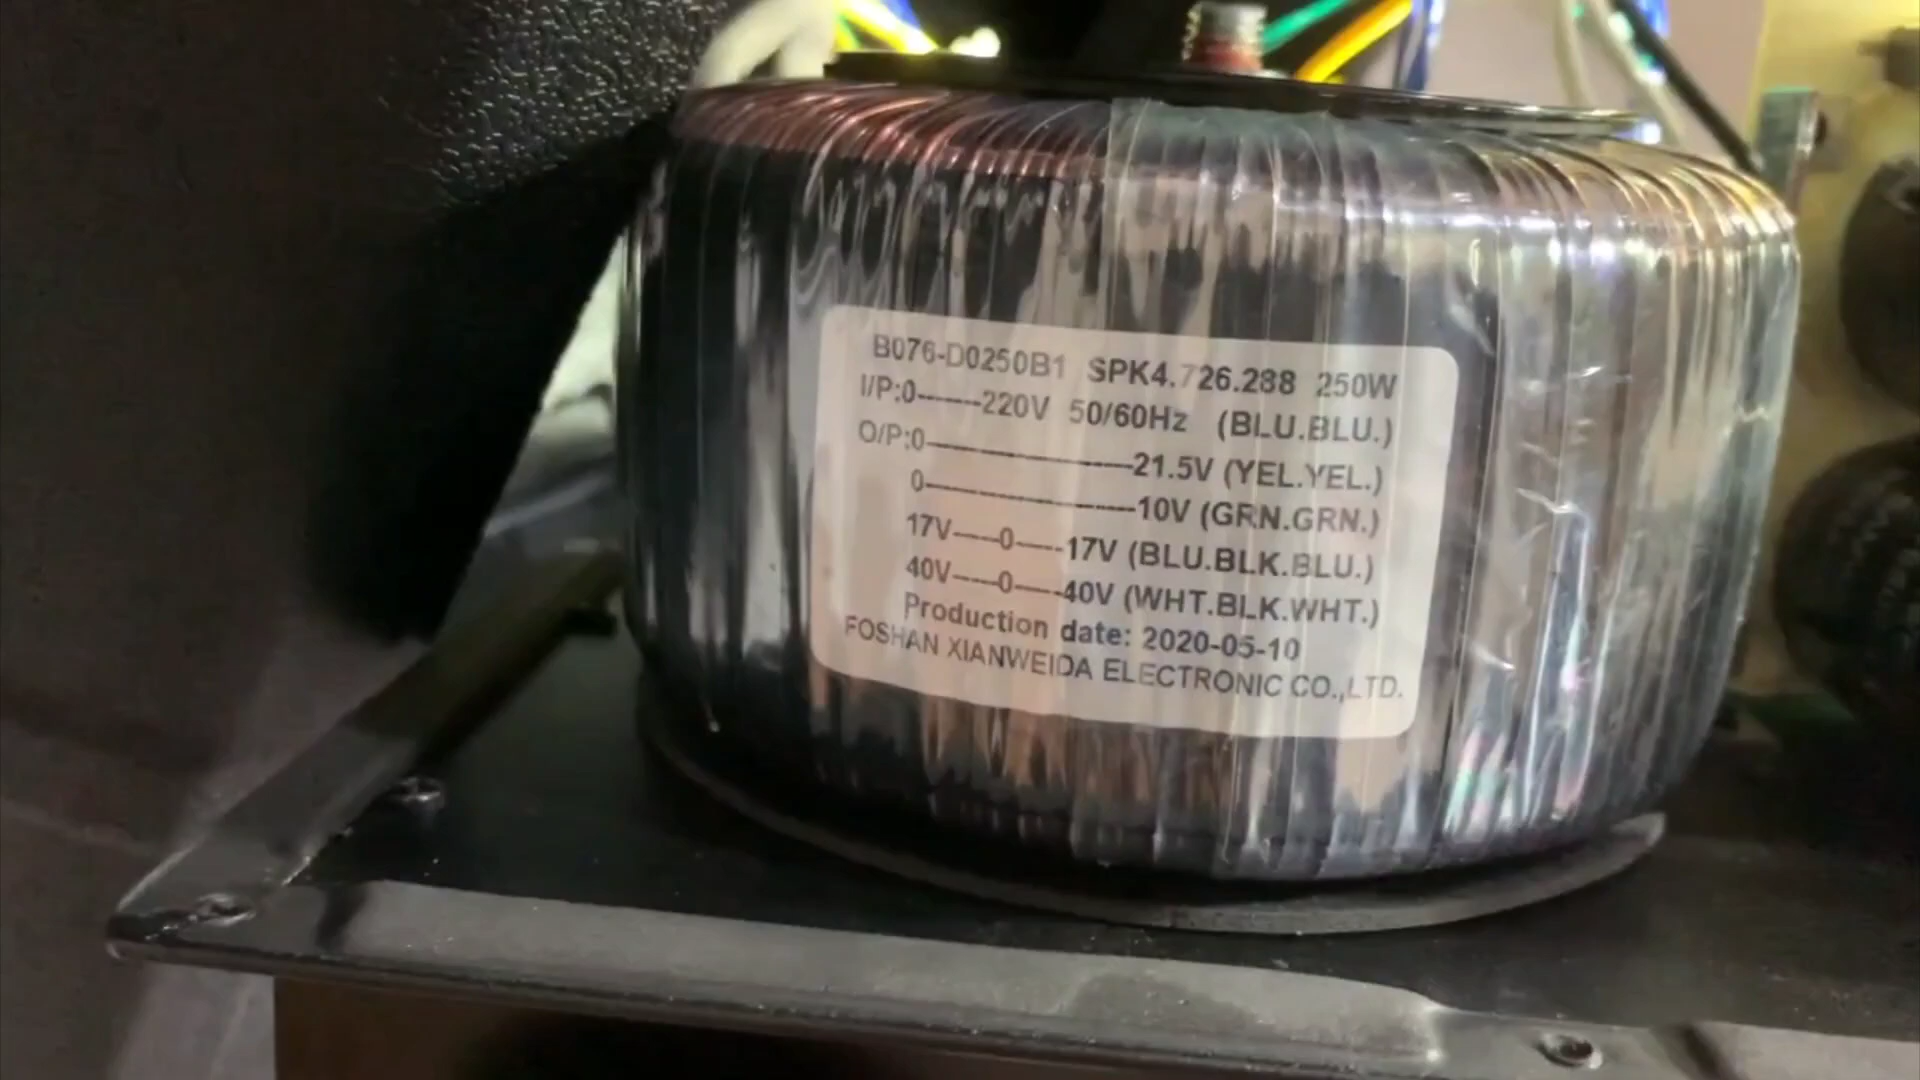 B076-D0250B1 SPK4.726.288 250W
I/P:0------220V 50/60Hz (BLU.BLU.)
O/P:0--------------------21.5V (YEL.YEL.)
0--------------------10V (GRN.GRN.)
17V----0----17V (BLU.BLK.BLU.)
40V----0----40V (WHT.BLK.WHT.)
Production date: 2020-05-10
FOSHAN XIANWEIDA ELECTRONIC CO.,LTD.